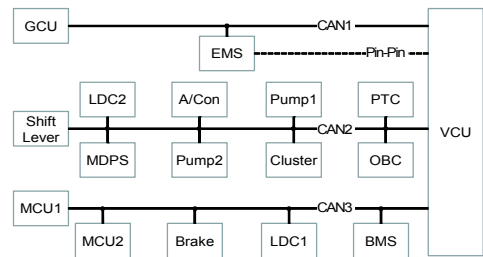 GCU
CAN1
EMS
Pin-Pin
LDC2
A/Con
Pump1
PTC
Shift
Lever
CAN2
VCU
MDPS
Pump2
Cluster
OBC
MCU1
CAN3
MCU2
Brake
LDC1
BMS